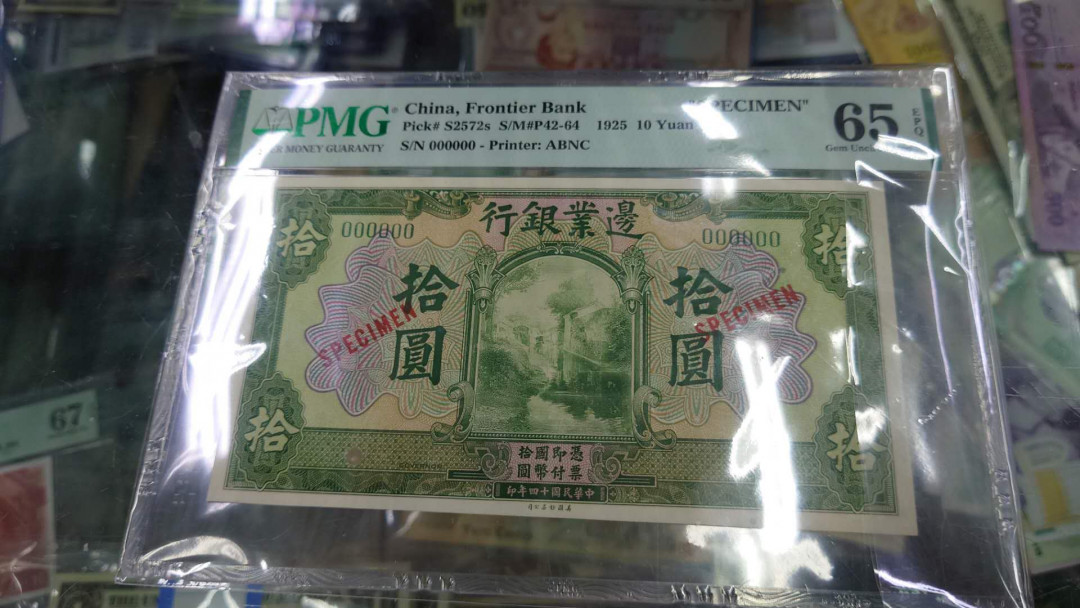 PMG
PAPER MONEY GUARANTY
China, Frontier Bank
Pick# S2572s S/M#P42-64 1925 10 Yuan
S/N 000000 - Printer: ABNC
"SPECIMEN"
65
EPQ
Gem Unc
行銀業邊
拾
000000
000000
拾
拾圓
拾圓
SPECIMEN
SPECIMEN
拾
拾
憑票即付國幣拾圓
印年四十國民華中
67